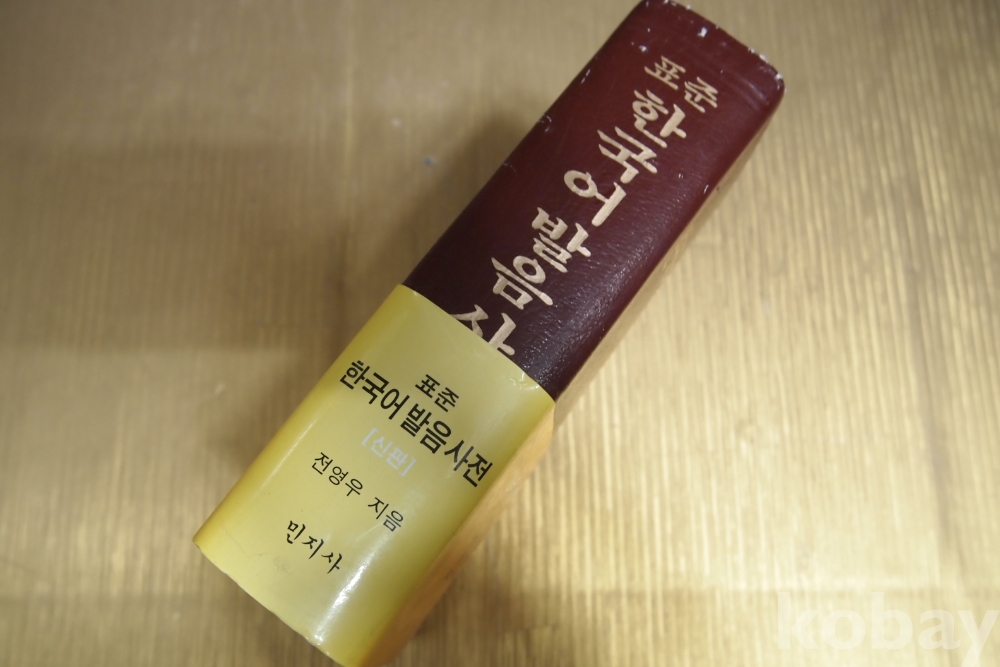 표준
한국어 발음 사
표준
한국어 발음 사전
[신판]
전영우 지음
민지사
kobay